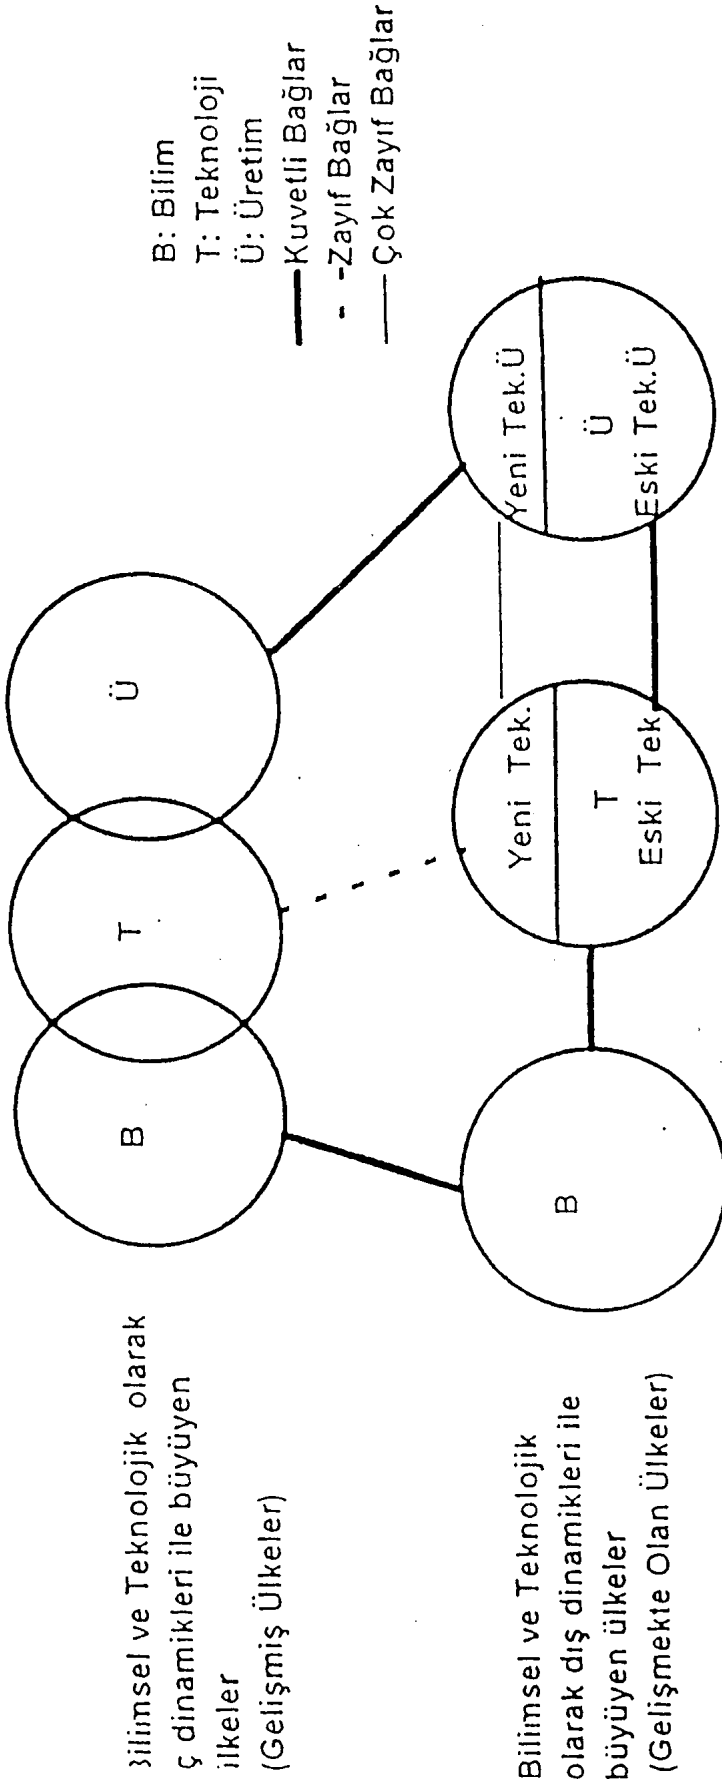 B: Bilim
T: Teknoloji
Ü: Üretim
Kuvetli Bağlar
Zayıf Bağlar
Çok Zayıf Bağlar
ilimsel ve Teknolojik olarak
ç dinamikleri ile büyüyen
ilkeler
(Gelişmiş Ülkeler)
B
T
Ü
Bilimsel ve Teknolojik
olarak dış dinamikleri ile
büyüyen ülkeler
(Gelişmekte Olan Ülkeler)
B
Yeni Tek.
T
Eski Tek
Yeni Tek.Ü
Ü
Eski Tek.Ü